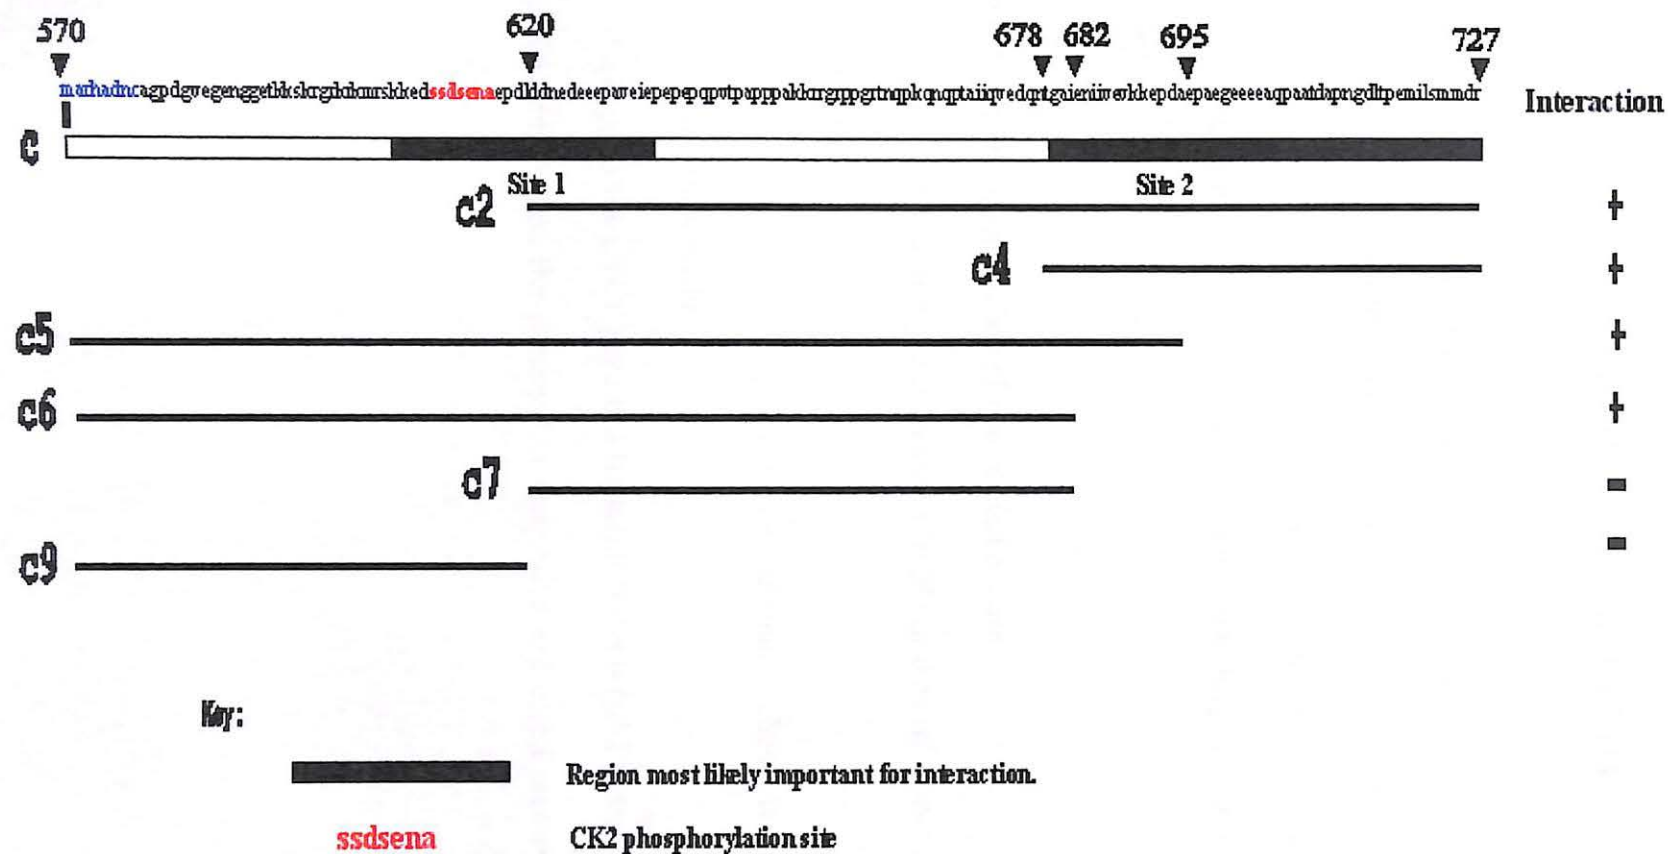 570 620 678 682 695 727
Interaction
c
Site 1 Site 2
c2 +
c4 +
c5 +
c6 +
c7 -
c9 -
Key:
Region most likely important for interaction.
ssdsena CK2 phosphorylation site